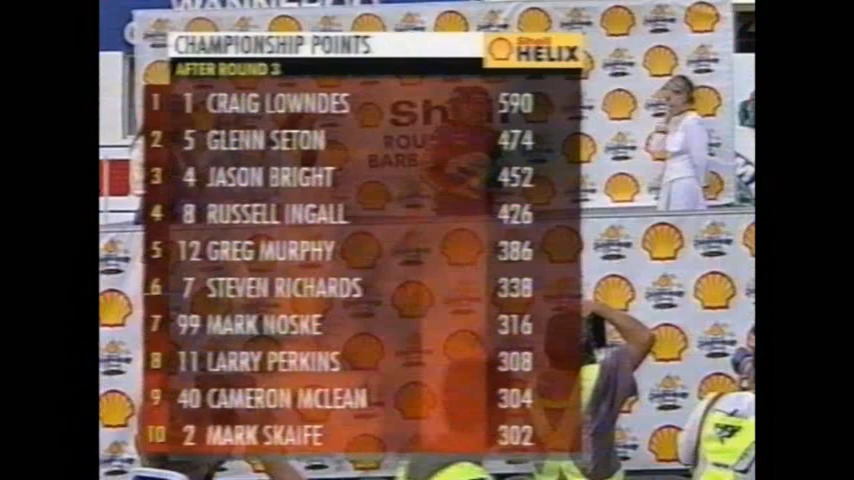 CHAMPIONSHIP POINTS
Shell HELIX
AFTER ROUND 3
1 1 CRAIG LOWNDES 590
2 5 GLENN SETON 474
3 4 JASON BRIGHT 452
4 8 RUSSELL INGALL 426
5 12 GREG MURPHY 386
6 7 STEVEN RICHARDS 338
7 99 MARK NOSKE 316
8 11 LARRY PERKINS 308
9 40 CAMERON MCLEAN 304
10 2 MARK SKAIFE 302